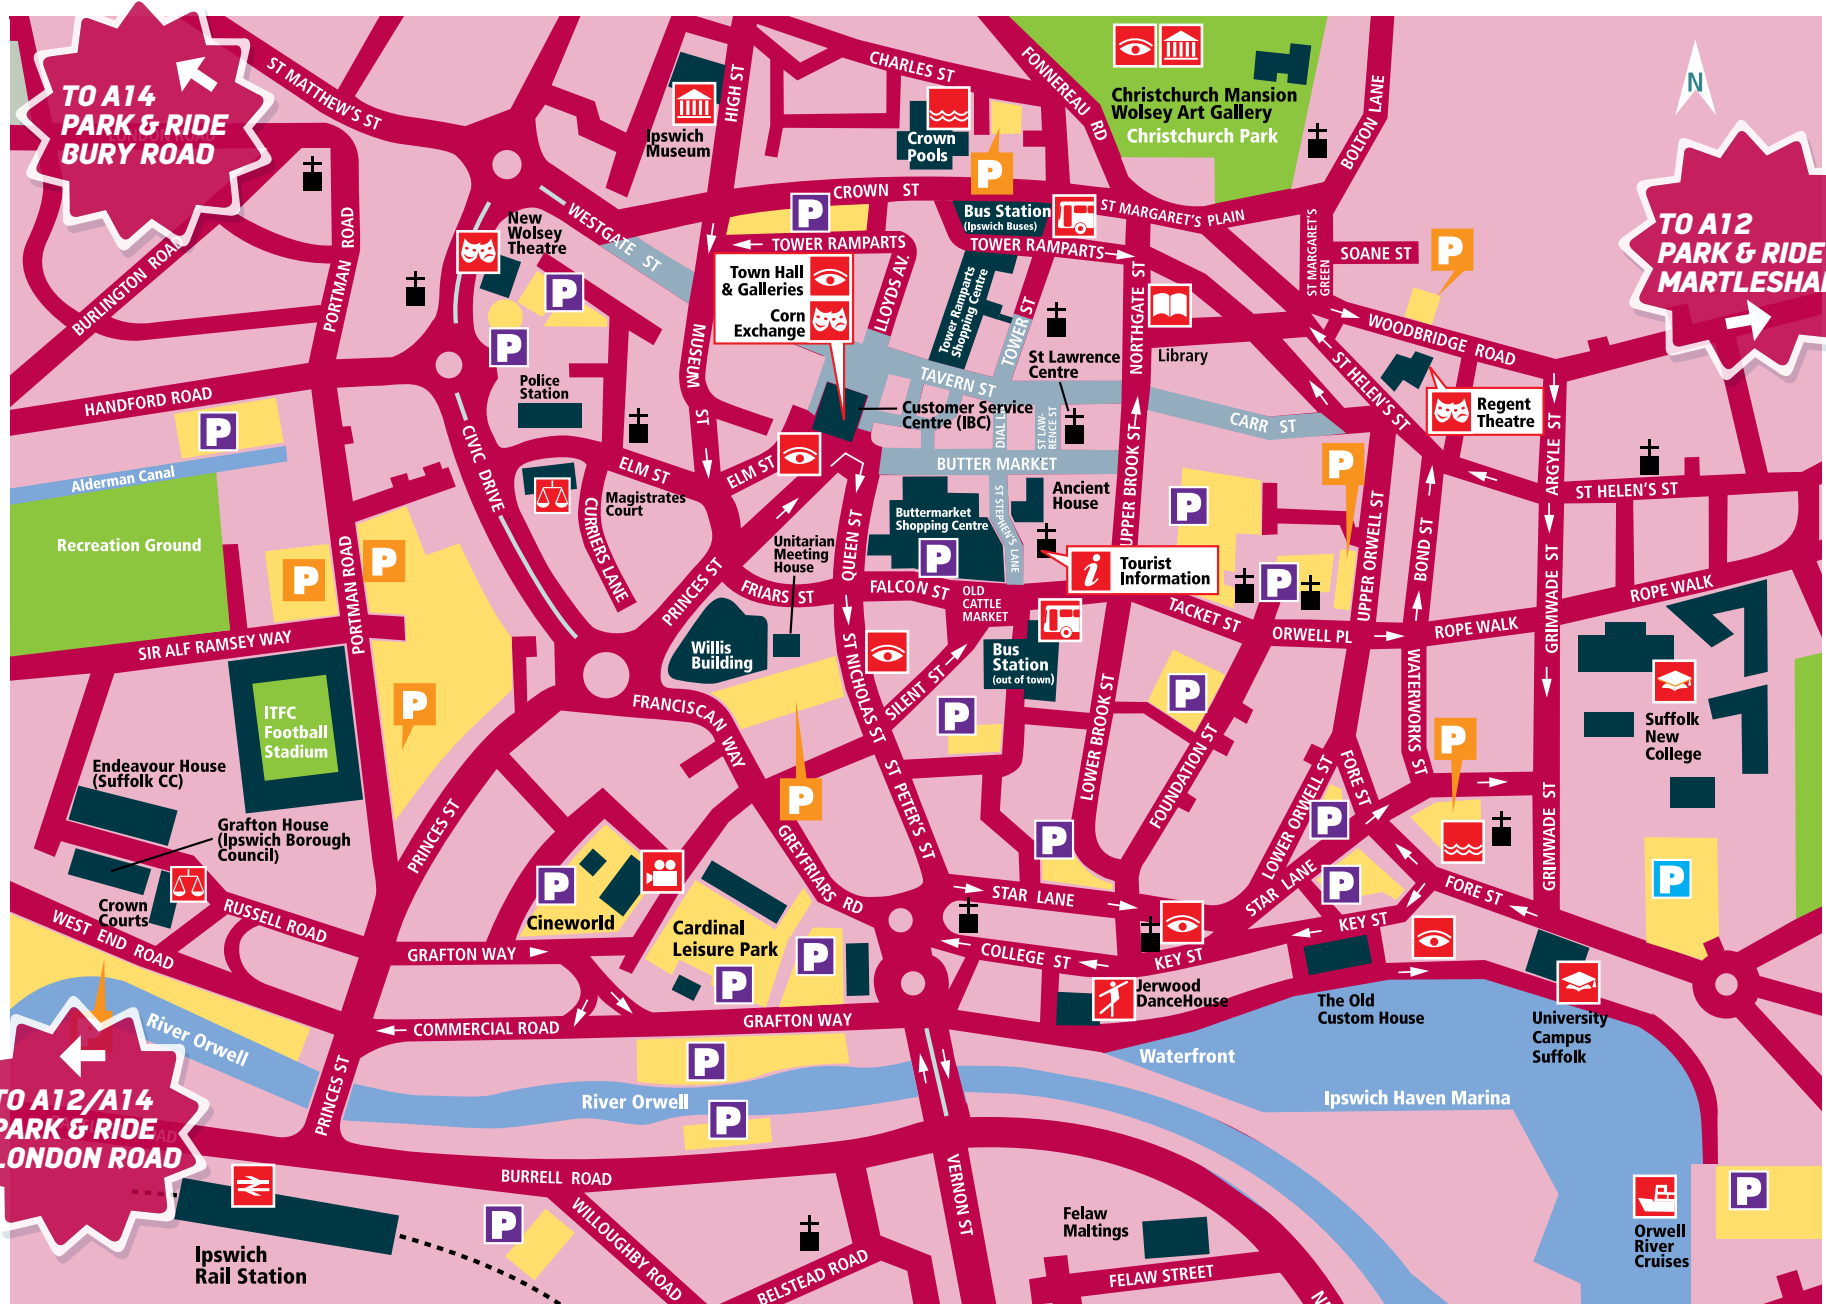 TO A14
PARK & RIDE
BURY ROAD
ST MATTHEW'S ST
HIGH ST
CHARLES ST
FONNEREAU RD
Christchurch Mansion
Wolsey Art Gallery
Christchurch Park
BOLTON LANE
N
Ipswich
Museum
Crown
Pools
P
CROWN ST
P
Bus Station
(Ipswich Buses)
ST MARGARET'S PLAIN
TO A12
PARK & RIDE
New
Wolsey
Theatre
WESTGATE ST
TOWER RAMPARTS
TOWER RAMPARTS
ST MARGARET'S
GREEN
SOANE ST
P
BURLINGTON ROAD
PORTMAN ROAD
P
P
Town Hall
& Galleries
Corn
Exchange
LLOYDS AV.
Tower Ramparts
Shopping Centre
TOWER ST
NORTHGATE ST
Library
WOODBRIDGE ROAD
MUSEUM ST
St Lawrence
Centre
ST HELEN'S ST
Regent
Theatre
HANDFORD ROAD
P
Police
Station
TAVERN ST
Customer Service
Centre (IBC)
DIAL L
ST LAW-
RENCE ST
CARR ST
ARGYLE ST
Alderman Canal
CIVIC DRIVE
ELM ST
ELM ST
BUTTER MARKET
UPPER BROOK ST
P
ST HELEN'S ST
Magistrates
Court
CURRIERS LANE
Ancient
House
P
Buttermarket
Shopping Centre
P
ST STEPHEN'S LANE
UPPER ORWELL ST
BOND ST
Recreation Ground
P
P
PORTMAN ROAD
Unitarian
Meeting
House
QUEEN ST
PRINCES ST
FRIARS ST
FALCON ST
OLD
CATTLE
MARKET
i
Tourist
Information
P
TACKET ST
ORWELL PL
ROPE WALK
ROPE WALK
GRIMWADE ST
SIR ALF RAMSEY WAY
Willis
Building
ST NICHOLAS ST
SILENT ST
Bus
Station
(out of town)
P
P
P
LOWER BROOK ST
FOUNDATION ST
WATERWORKS ST
P
Suffolk
New
College
ITFC
Football
Stadium
FRANCISCAN WAY
P
Endeavour House
(Suffolk CC)
Grafton House
(Ipswich Borough
Council)
PRINCES ST
ST PETER'S ST
GREYFRIARS RD
P
LOWER ORWELL ST
FORE ST
P
GRIMWADE ST
P
Crown
Courts
RUSSELL ROAD
WEST END ROAD
P
Cineworld
Cardinal
Leisure Park
P
P
STAR LANE
STAR LANE
P
FORE ST
KEY ST
GRAFTON WAY
COLLEGE ST
KEY ST
Jerwood
DanceHouse
The Old
Custom House
University
Campus
Suffolk
COMMERCIAL ROAD
GRAFTON WAY
River Orwell
P
Waterfront
Ipswich Haven Marina
TO A12/A14
PARK & RIDE
LONDON ROAD
PRINCES ST
River Orwell
P
BURRELL ROAD
VERNON ST
WILLOUGHBY ROAD
P
BELSTEAD ROAD
Ipswich
Rail Station
Felaw
Maltings
FELAW STREET
P
Orwell
River
Cruises